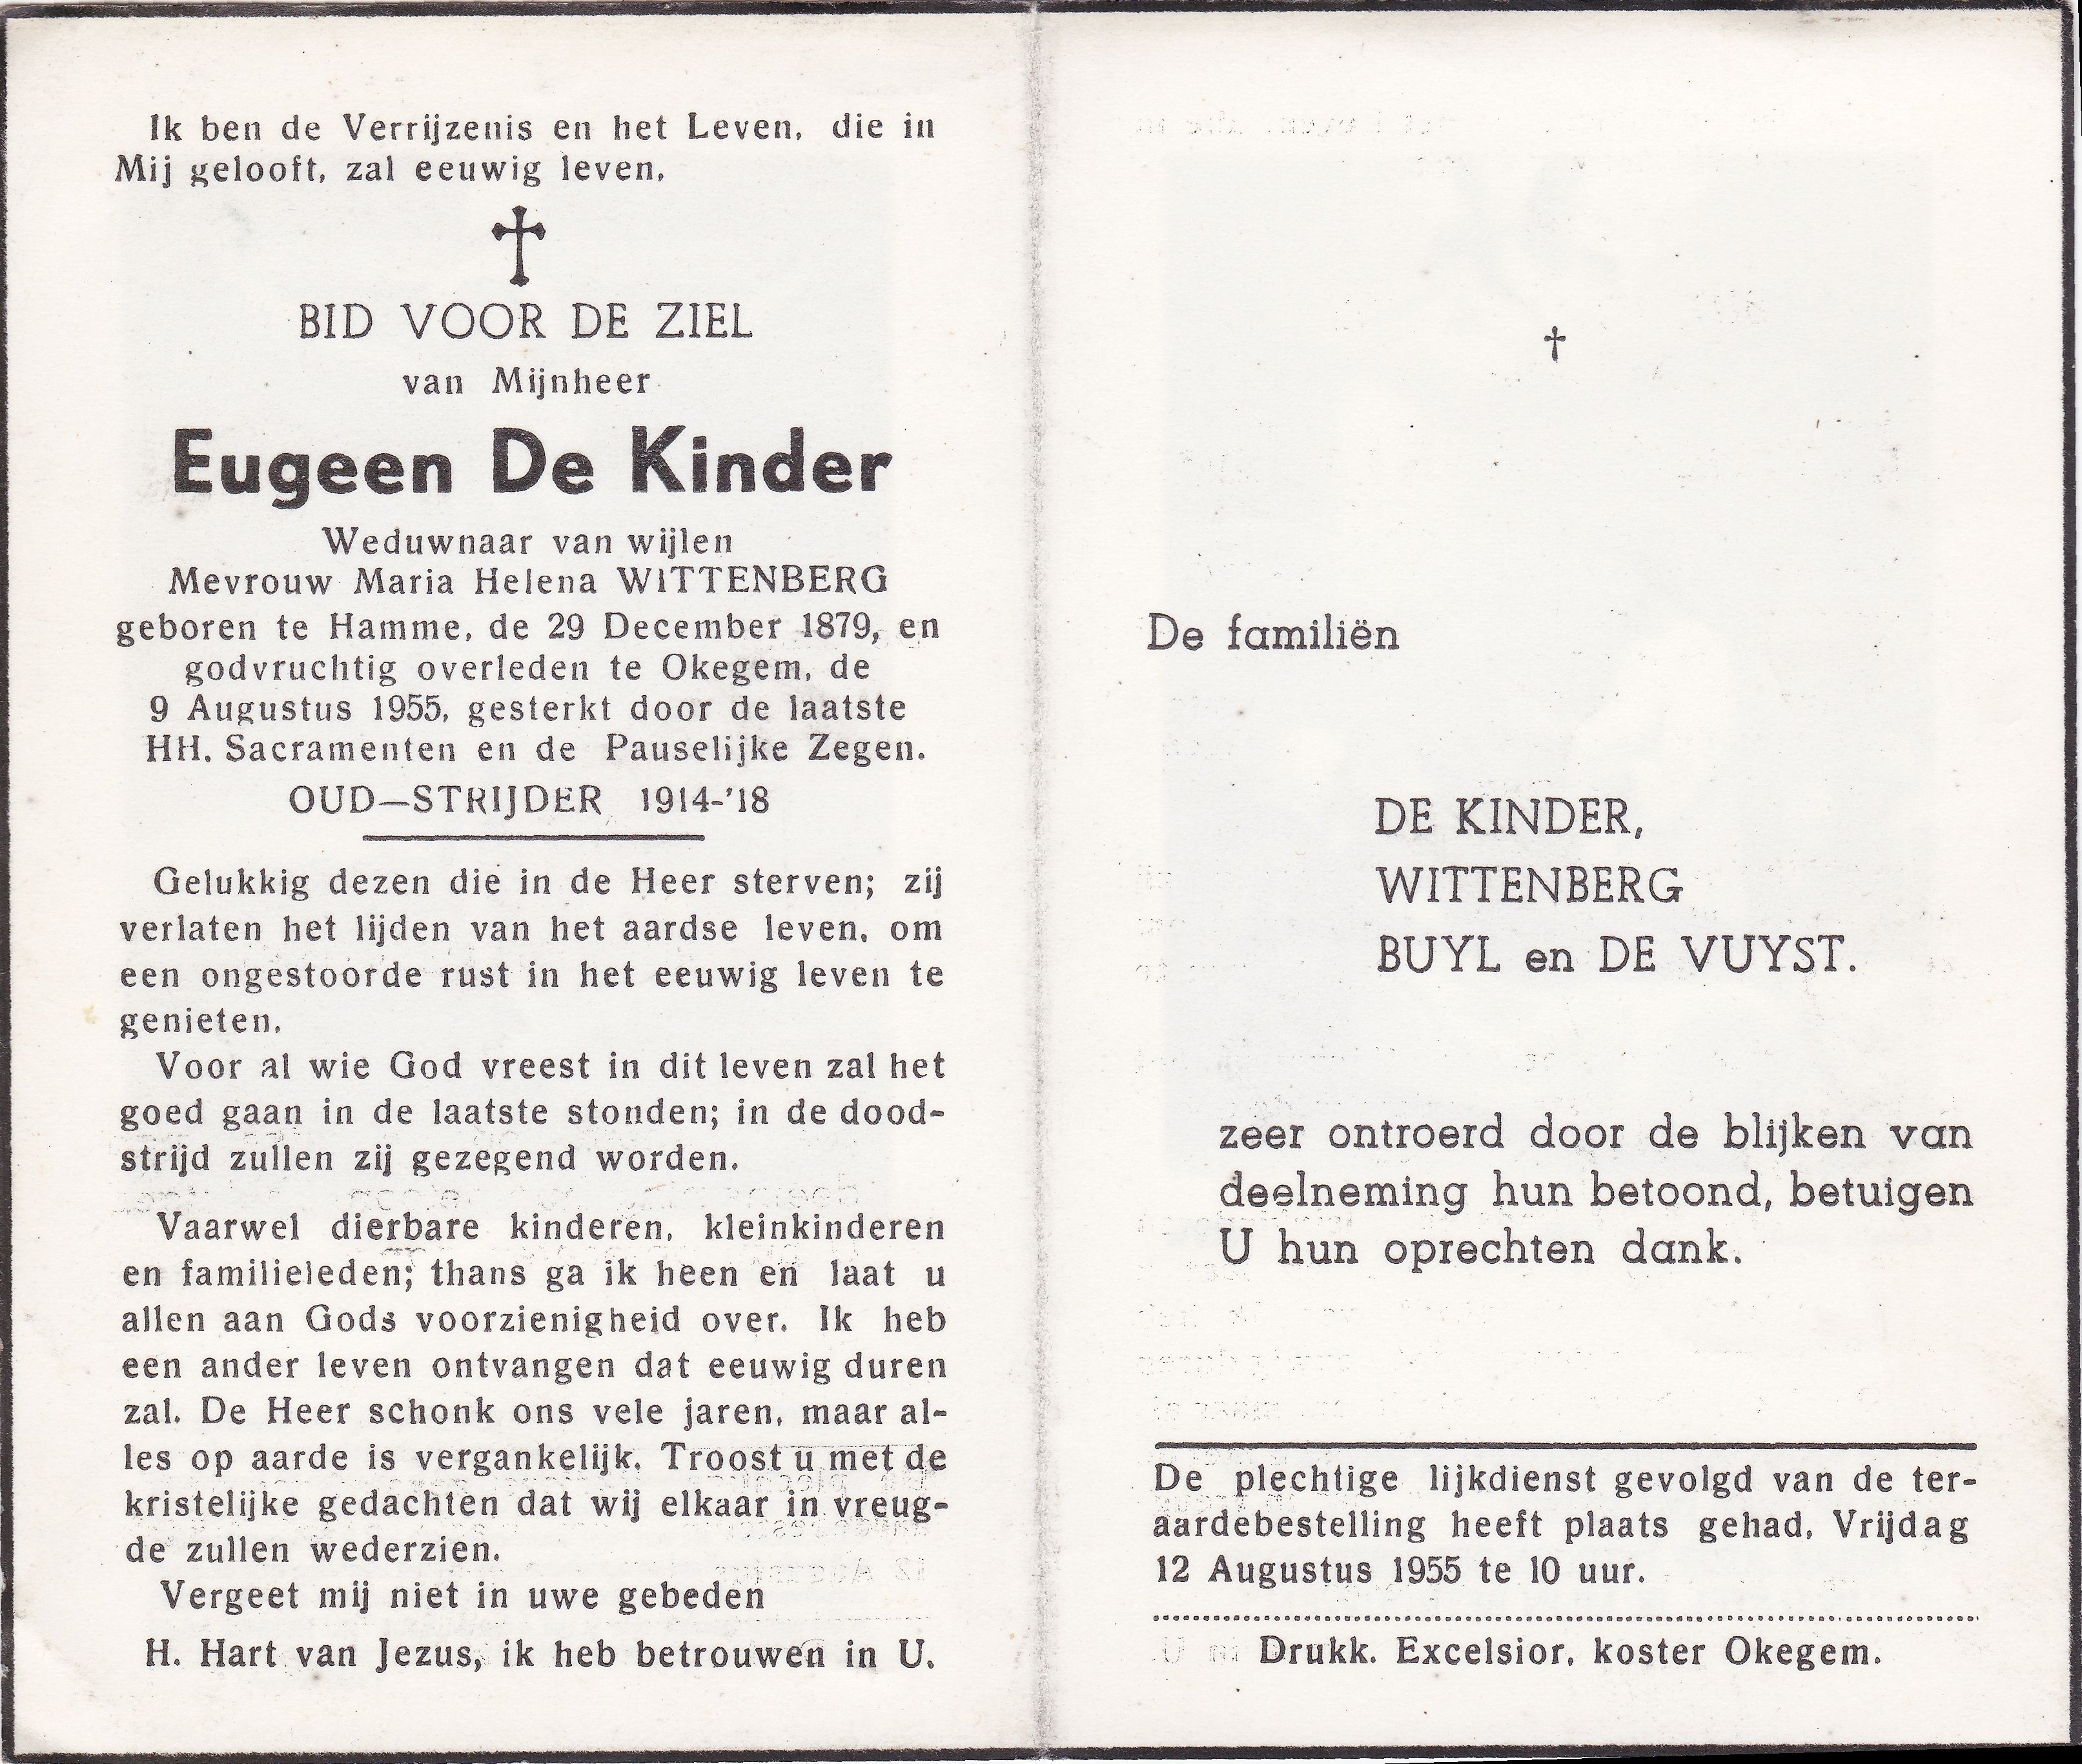 Ik ben de Verrijzenis en het Leven, die in
Mij gelooft, zal eeuwig leven,
BID VOOR DE ZIEL
van Mijnheer
Eugeen De Kinder
Weduwnaar van wijlen
Mevrouw Maria Helena WITTENBERG
geboren te Hamme, de 29 December 1879, en
godvruchtig overleden te Okegem, de
9 Augustus 1955, gesterkt door de laatste
HH. Sacramenten en de Pauselijke Zegen.
OUD—STRIJDER 1914-'18
Gelukkig dezen die in de Heer sterven; zij
verlaten het lijden van het aardse leven, om
een ongestoorde rust in het eeuwig leven te
genieten.
Voor al wie God vreest in dit leven zal het
goed gaan in de laatste stonden; in de dood-
strijd zullen zij gezegend worden.
Vaarwel dierbare kinderen, kleinkinderen
en familieleden; thans ga ik heen en laat u
allen aan Gods voorzienigheid over. Ik heb
een ander leven ontvangen dat eeuwig duren
zal. De Heer schonk ons vele jaren, maar al-
les op aarde is vergankelijk. Troost u met de
kristelijke gedachten dat wij elkaar in vreug-
de zullen wederzien.
Vergeet mij niet in uwe gebeden
H. Hart van Jezus, ik heb betrouwen in U.
De familiën
DE KINDER,
WITTENBERG
BUYL en DE VUYST.
zeer ontroerd door de blijken van
deelneming hun betoond, betuigen
U hun oprechten dank.
De plechtige lijkdienst gevolgd van de ter-
aardebestelling heeft plaats gehad, Vrijdag
12 Augustus 1955 te 10 uur.
Drukk. Excelsior, koster Okegem.